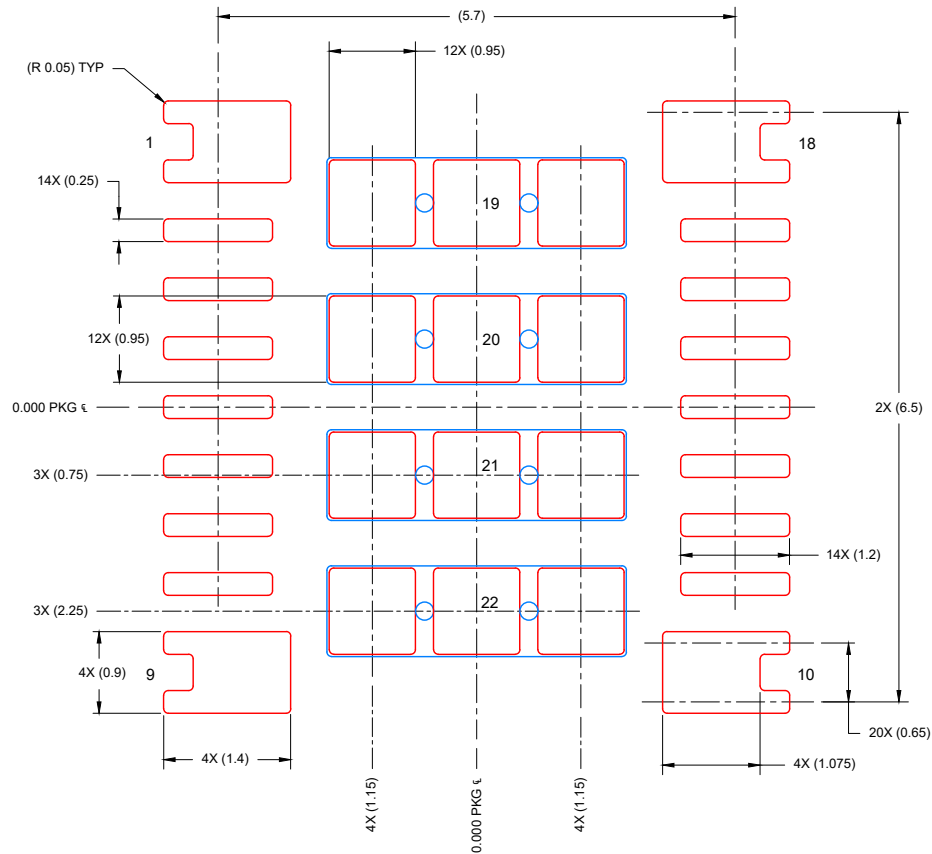 (5.7)
12X (0.95)
(R 0.05) TYP
1
18
14X (0.25)
19
12X (0.95)
20
0.000 PKG ℄
2X (6.5)
3X (0.75)
21
14X (1.2)
3X (2.25)
22
4X (0.9)
9
10
20X (0.65)
4X (1.4)
4X (1.075)
4X (1.15)
0.000 PKG ℄
4X (1.15)